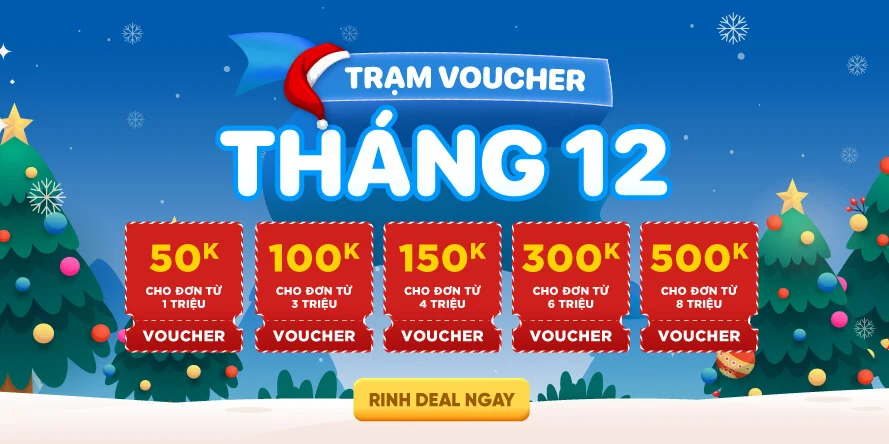 TRẠM VOUCHER
THÁNG 12
50K
CHO ĐƠN TỪ
1 TRIỆU
VOUCHER
100K
CHO ĐƠN TỪ
3 TRIỆU
VOUCHER
150K
CHO ĐƠN TỪ
4 TRIỆU
VOUCHER
300K
CHO ĐƠN TỪ
6 TRIỆU
VOUCHER
500K
CHO ĐƠN TỪ
8 TRIỆU
VOUCHER
RINH DEAL NGAY